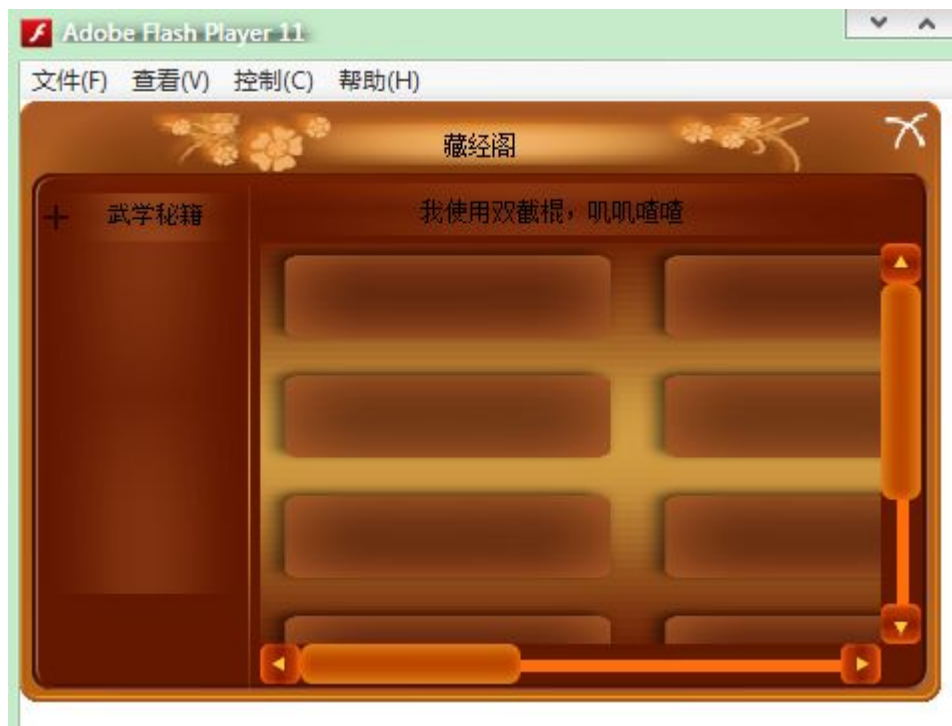 Adobe Flash Player 11
文件(F) 查看(V) 控制(C) 帮助(H)
藏经阁
武学秘籍
我使用双截棍，叽叽喳喳